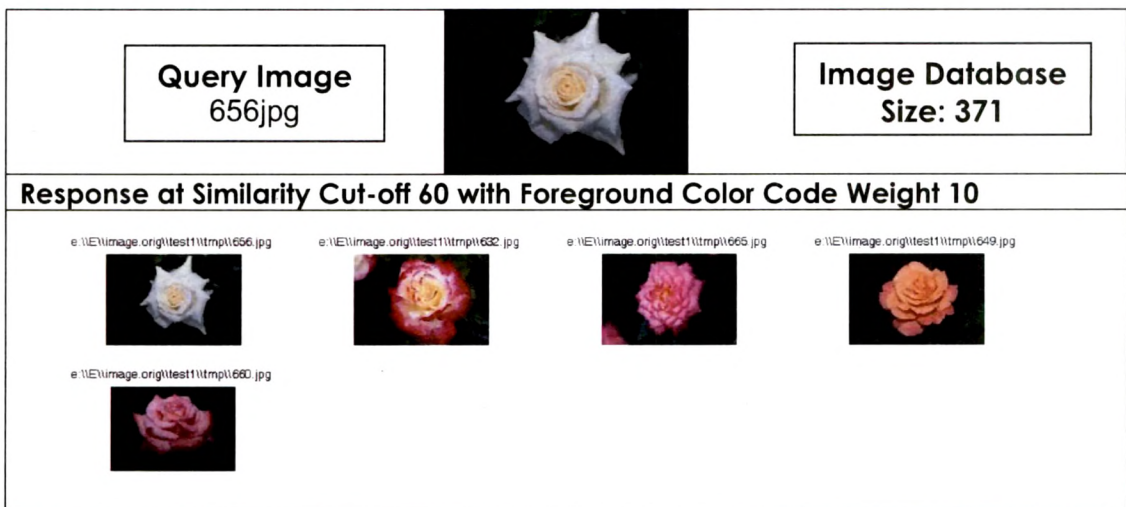 Query Image
656jpg
Image Database
Size: 371
Response at Similarity Cut-off 60 with Foreground Color Code Weight 10
e:\\E\\image.orig\\test1\\tmp\\656.jpg
e:\\E\\image.orig\\test1\\tmp\\632.jpg
e:\\E\\image.orig\\test1\\tmp\\665.jpg
e:\\E\\image.orig\\test1\\tmp\\649.jpg
e:\\E\\image.orig\\test1\\tmp\\660.jpg